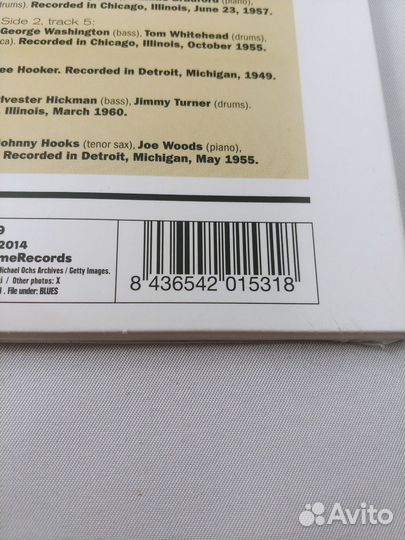 (piano),
(drums). Recorded in Chicago, Illinois, June 23, 1957.
Side 2, track 5:
George Washington (bass), Tom Whitehead (drums),
ca). Recorded in Chicago, Illinois, October 1955.
ee Hooker. Recorded in Detroit, Michigan, 1949.
lvester Hickman (bass), Jimmy Turner (drums).
, Illinois, March 1960.
ohnny Hooks (tenor sax), Joe Woods (piano),
Recorded in Detroit, Michigan, May 1955.
9
2014
meRecords
Michael Ochs Archives / Getty Images.
i / Other photos: X
. File under: BLUES
8 436542 015318
Avito